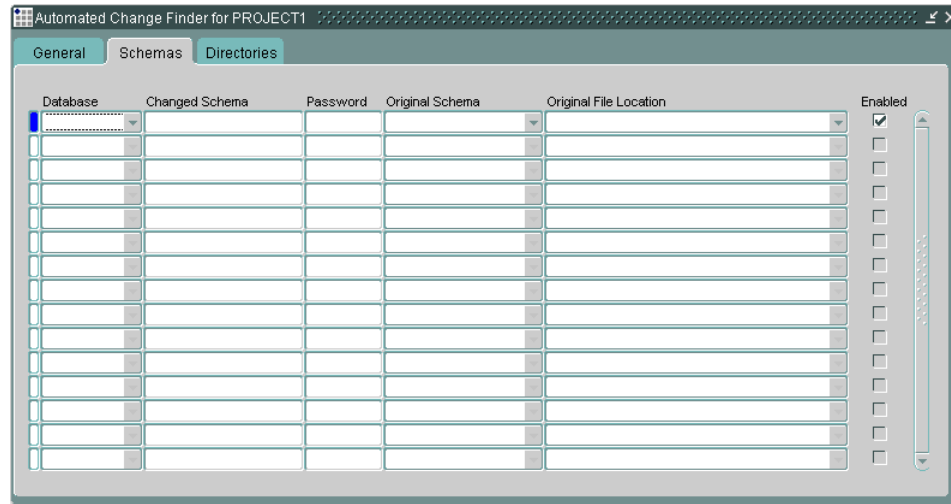 Automated Change Finder for PROJECT1
General Schemas Directories
Database Changed Schema Password Original Schema Original File Location Enabled